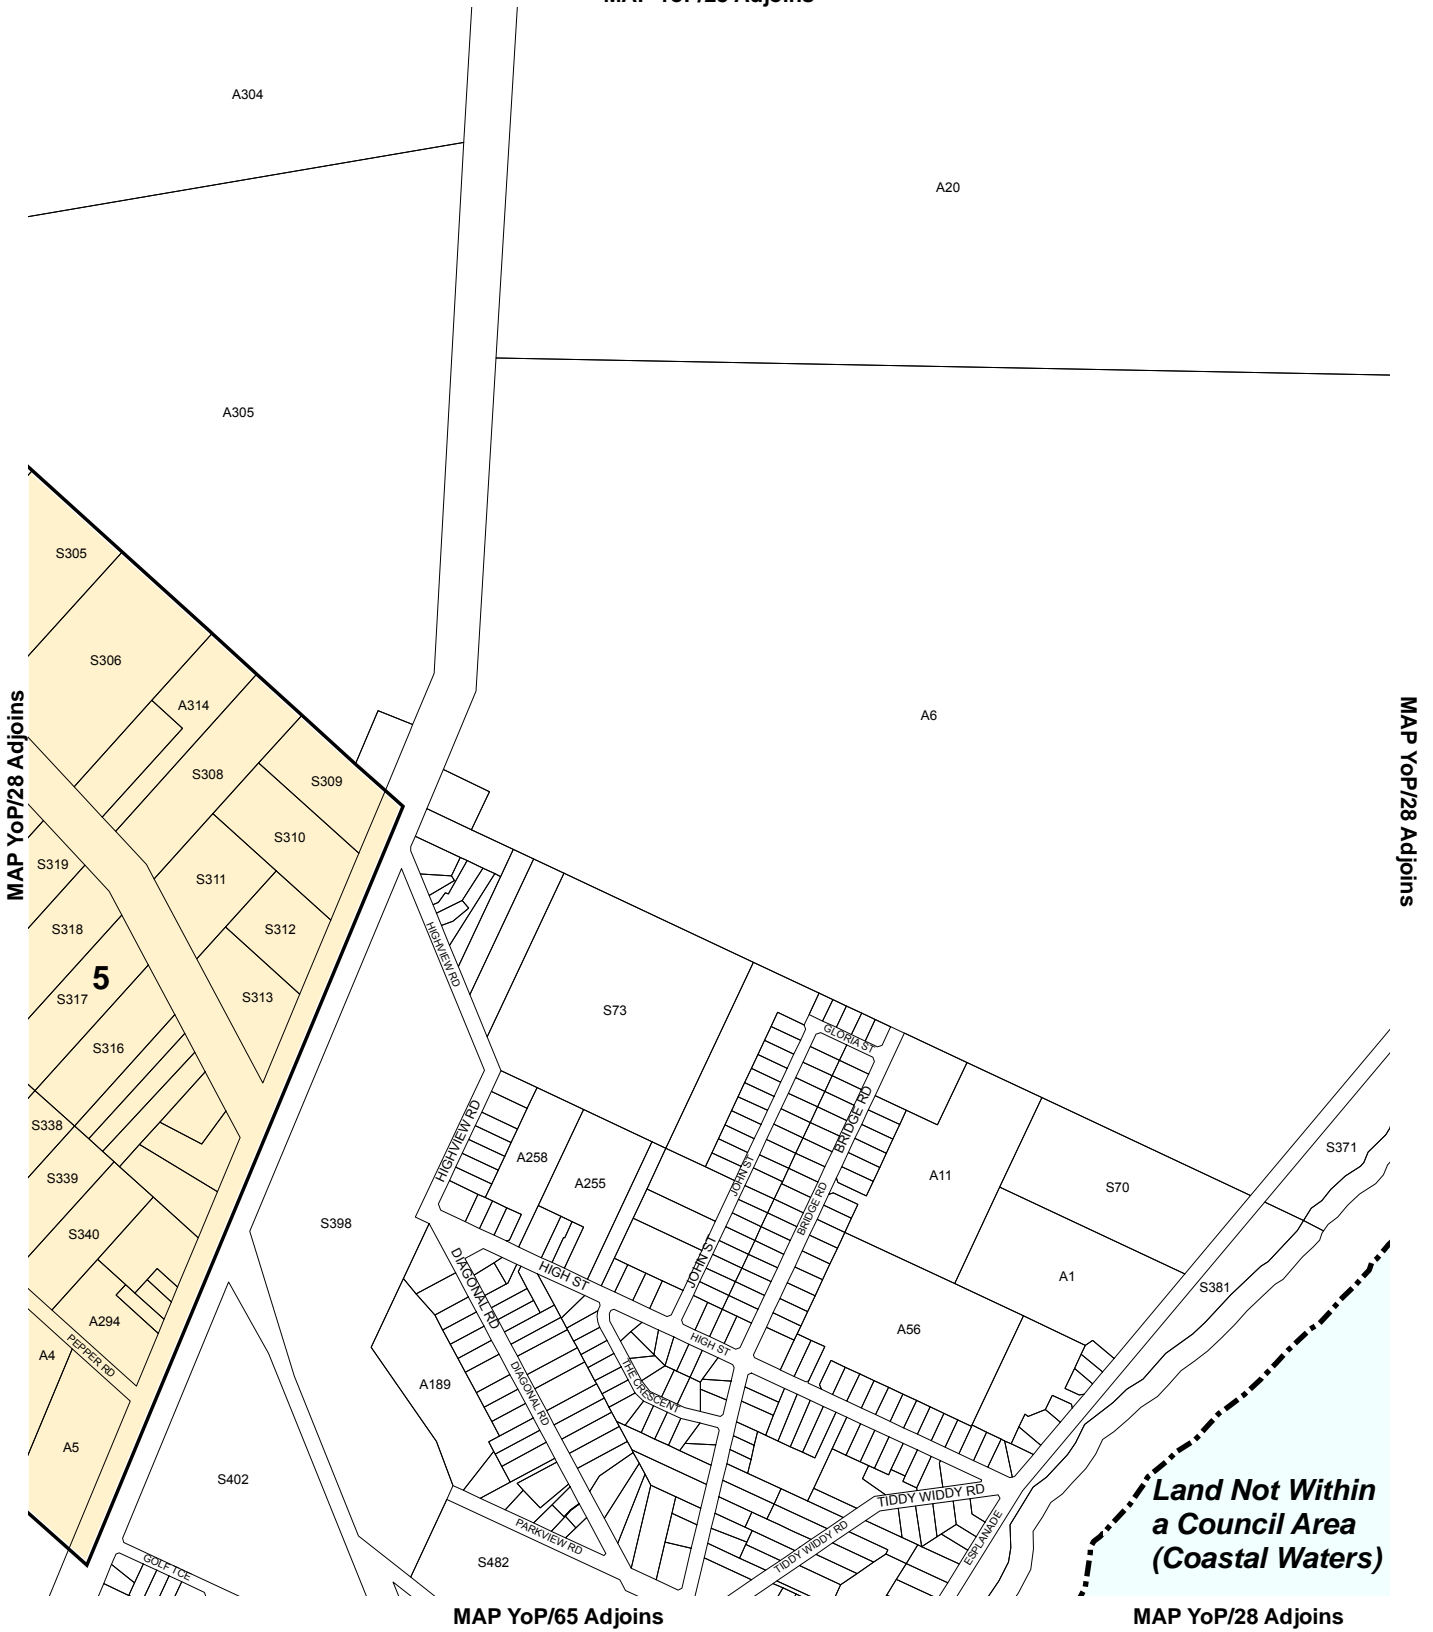 A304
A20
A305
S305
S306
A314
A6
MAP YoP/28 Adjoins
MAP YoP/28 Adjoins
S308
S309
S310
S319
S311
S318
S312
HIGHVIEW RD
5
S317
S313
S73
S316
GLORIA ST
S338
BRIDGE RD
HIGHVIEW RD
A258
S371
S339
A255
JOHN ST
A11
S70
BRIDGE RD
S398
S340
JOHN ST
HIGH ST
A1
DIAGONAL RD
S381
A294
A56
PEPPER RD
HIGH ST
A4
THE CRESCENT
A189
DIAGONAL RD
A5
S402
Land Not Within
a Council Area
(Coastal Waters)
TIDDY WIDDY RD
PARKVIEW RD
TIDDY WIDDY RD
ESPLANADE
S482
GOLF TCE
MAP YoP/65 Adjoins
MAP YoP/28 Adjoins